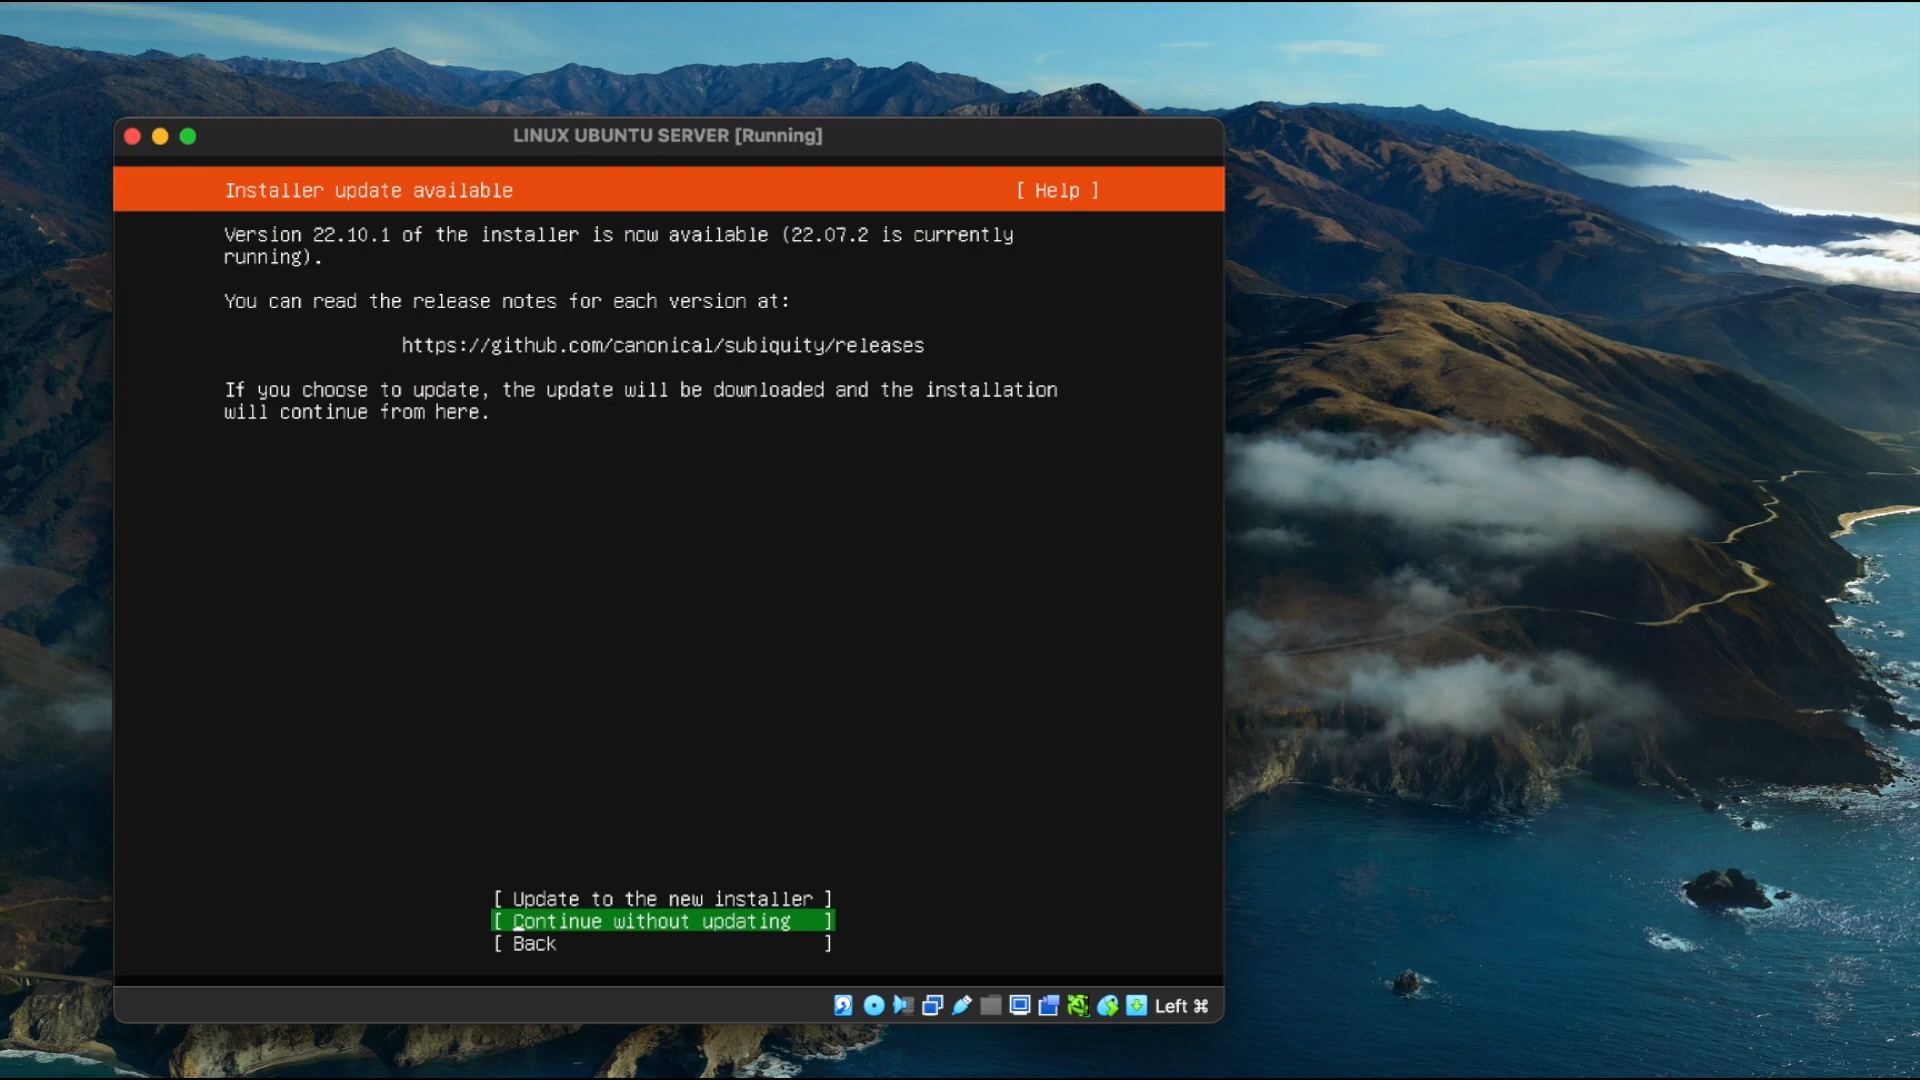 LINUX UBUNTU SERVER [Running]
Installer update available [ Help ]
Version 22.10.1 of the installer is now available (22.07.2 is currently
running).
You can read the release notes for each version at:
https://github.com/canonical/subiquity/releases
If you choose to update, the update will be downloaded and the installation
will continue from here.
[ Update to the new installer ]
[ Continue without updating ]
[ Back ]
Left ⌘